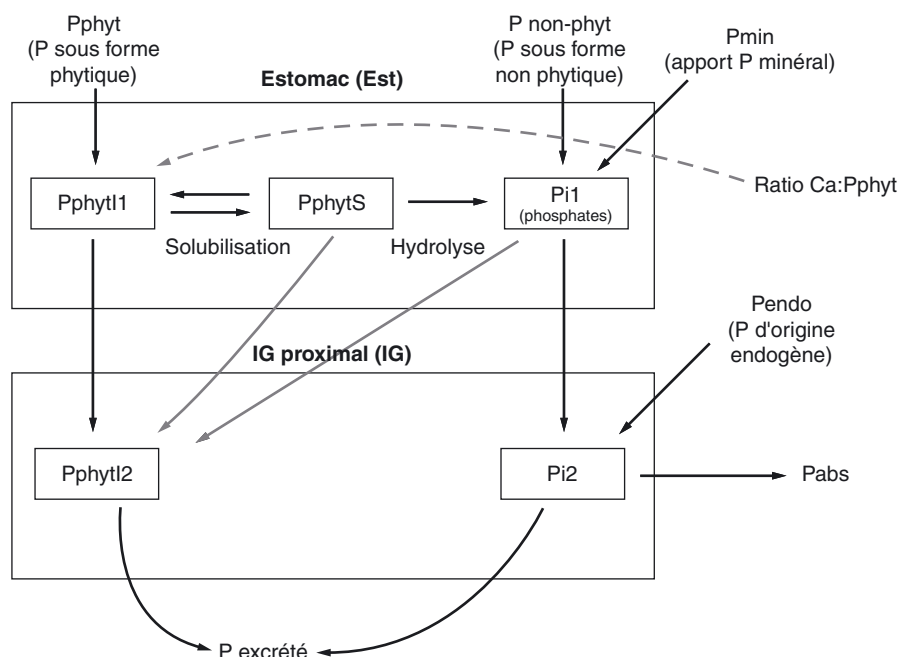 Pphyt
(P sous forme
phytique)
P non-phyt
(P sous forme
non phytique)
Pmin
(apport P minéral)
Estomac (Est)
Ratio Ca:Pphyt
PphytI1
PphytS
Pi1
(phosphates)
Solubilisation
Hydrolyse
Pendo
(P d'origine
endogène)
IG proximal (IG)
PphytI2
Pi2
Pabs
P excrété